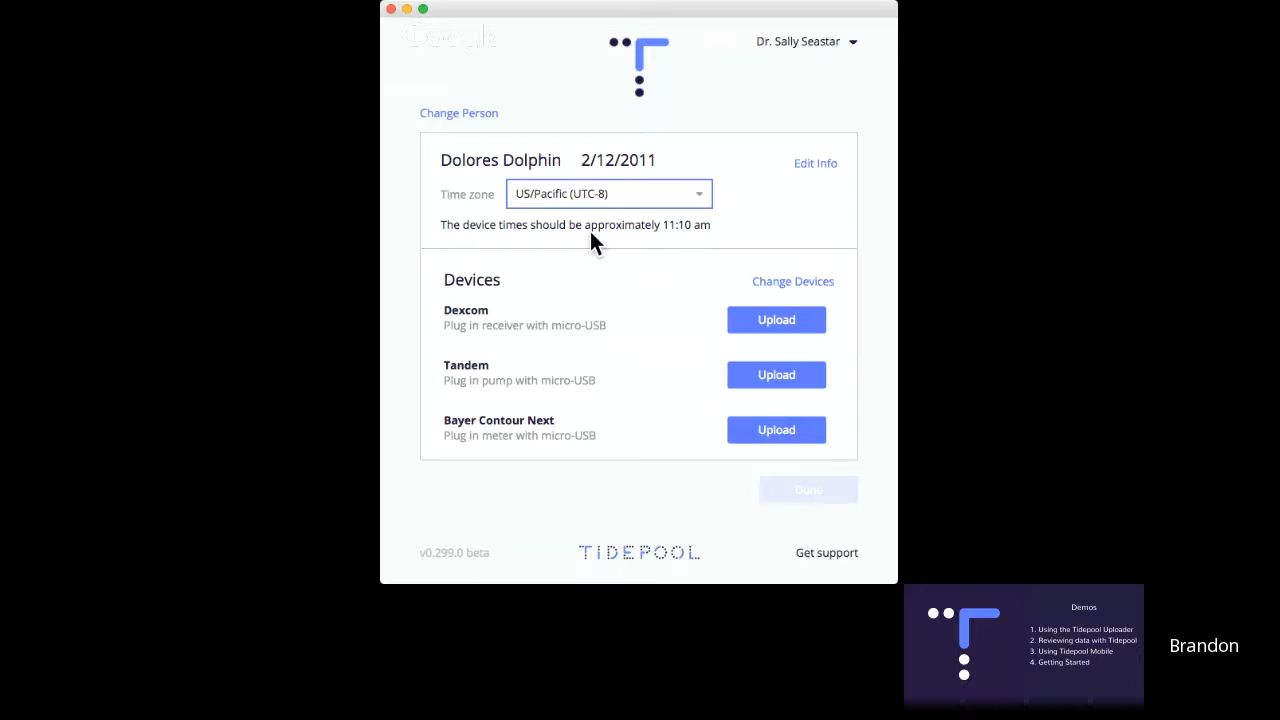 Google
Dr. Sally Seastar
Change Person
Dolores Dolphin 2/12/2011
Edit Info
Time zone US/Pacific (UTC-8)
The device times should be approximately 11:10 am
Devices
Change Devices
Dexcom
Plug in receiver with micro-USB
Upload
Tandem
Plug in pump with micro-USB
Upload
Bayer Contour Next
Plug in meter with micro-USB
Upload
Done
v0.299.0 beta
TIDEPOOL
Get support
Demos
1. Using the Tidepool Uploader
2. Reviewing data with Tidepool
3. Using Tidepool Mobile
4. Getting Started
Brandon